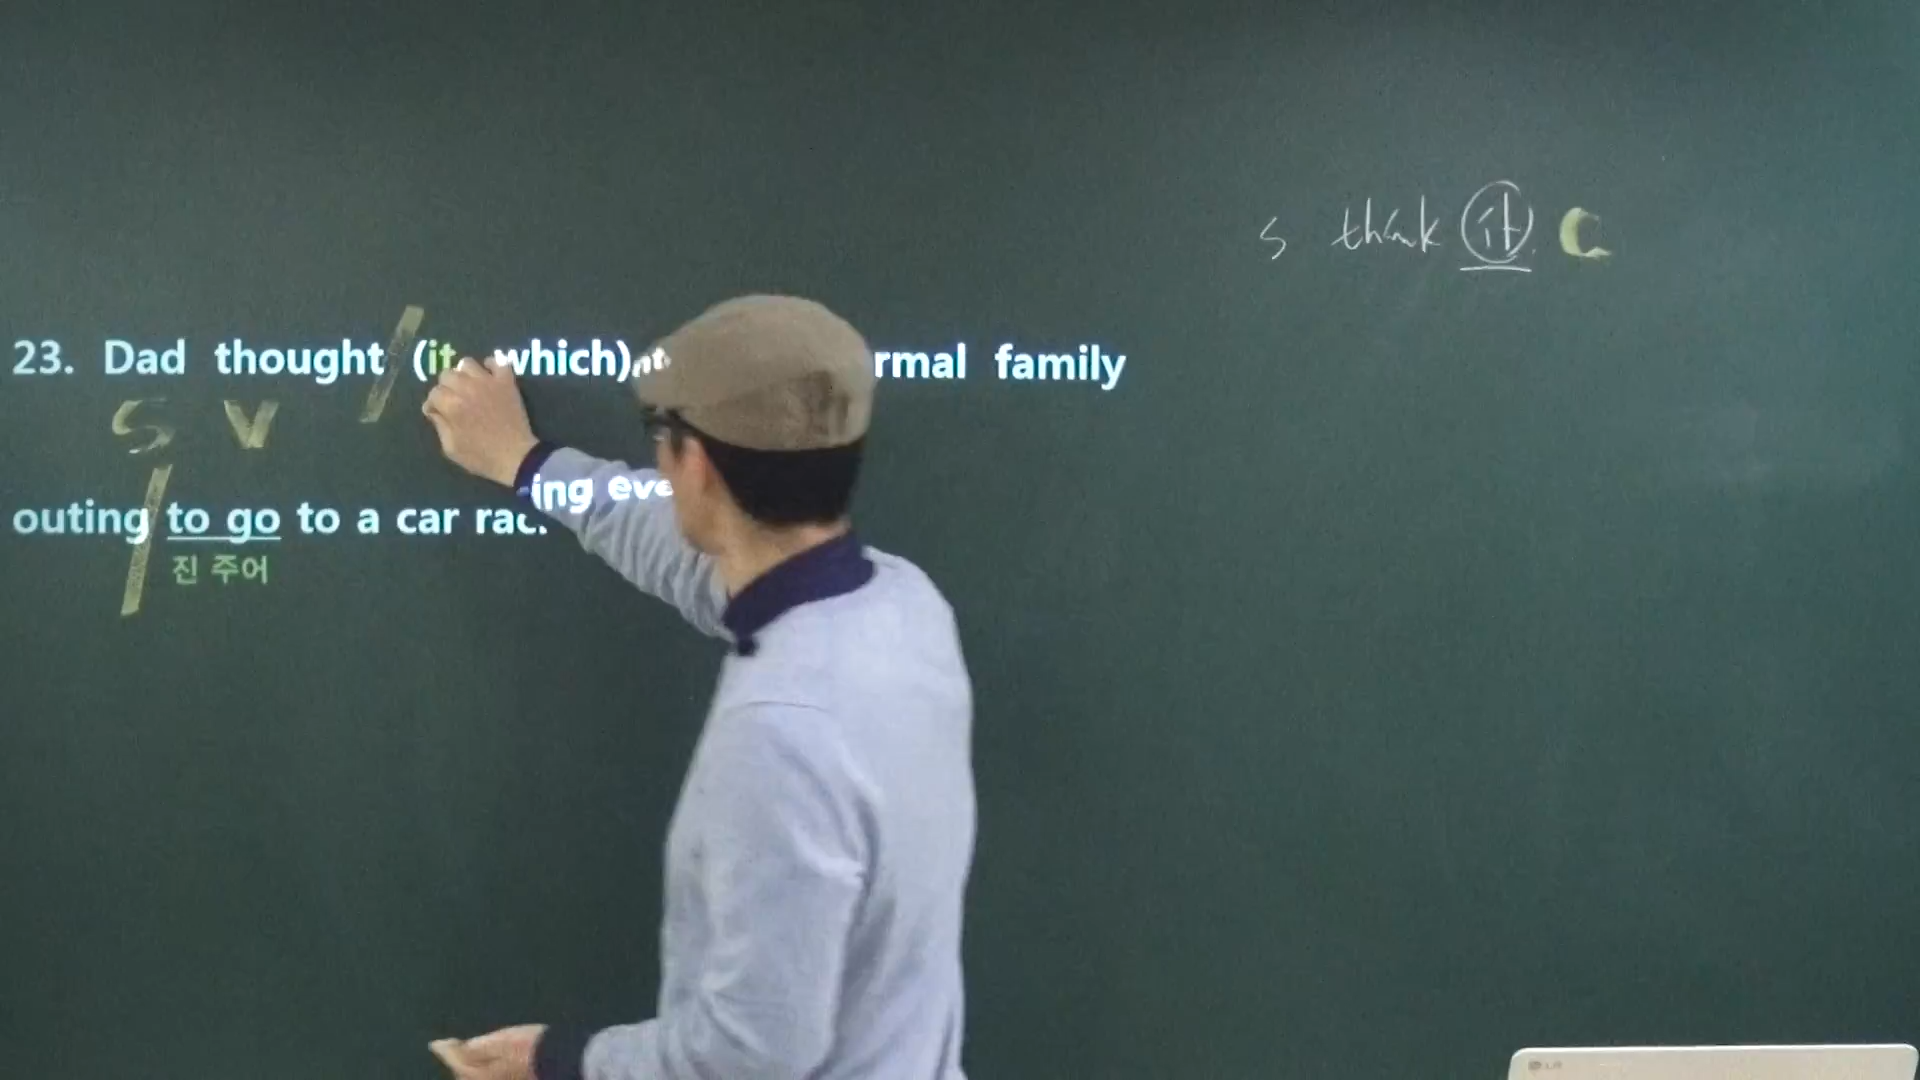 s think it C
23. Dad thought (it, which) rmal family
S V
outing to go to a car rac ing eve
진 주어
LG